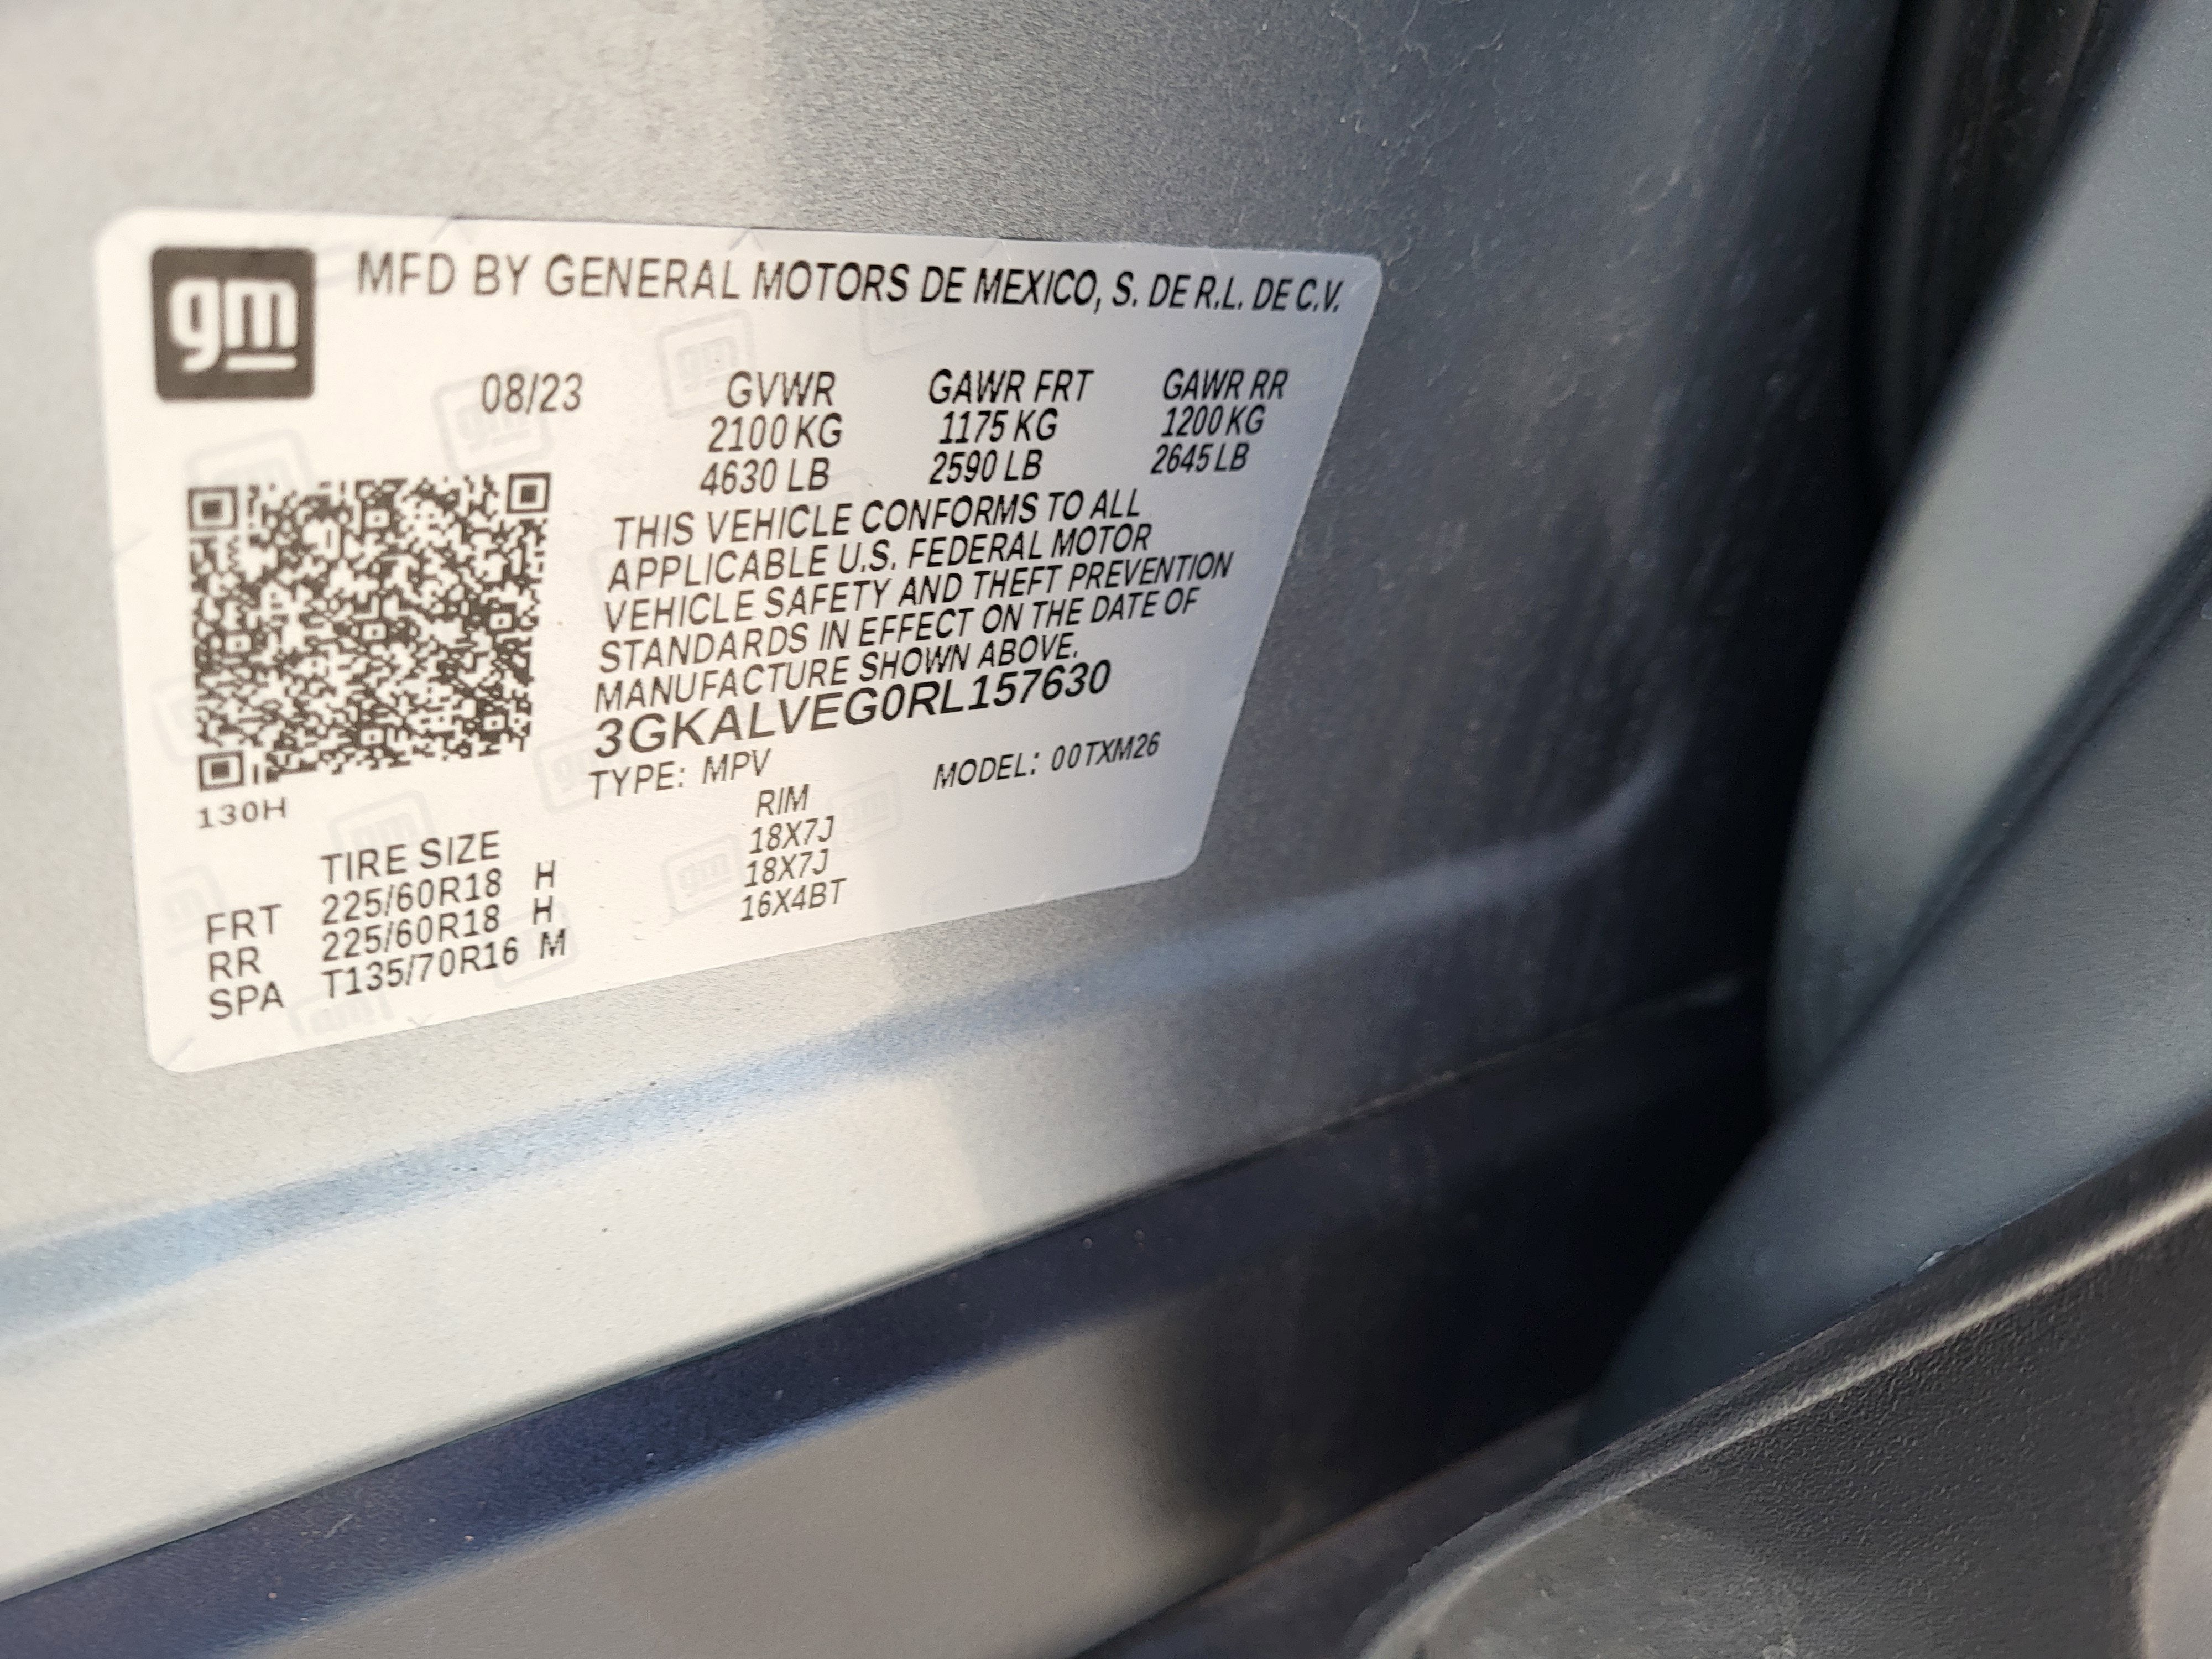 gm
MFD BY GENERAL MOTORS DE MEXICO, S. DE R.L. DE C.V.
08/23 GVWR GAWR FRT GAWR RR
2100 KG 1175 KG 1200 KG
4630 LB 2590 LB 2645 LB
THIS VEHICLE CONFORMS TO ALL
APPLICABLE U.S. FEDERAL MOTOR
VEHICLE SAFETY AND THEFT PREVENTION
STANDARDS IN EFFECT ON THE DATE OF
MANUFACTURE SHOWN ABOVE.
3GKALVEG0RL157630
TYPE: MPV MODEL: 00TXM26
130H
TIRE SIZE RIM
FRT 225/60R18 H 18X7J
RR 225/60R18 H 18X7J
SPA T135/70R16 M 16X4BT